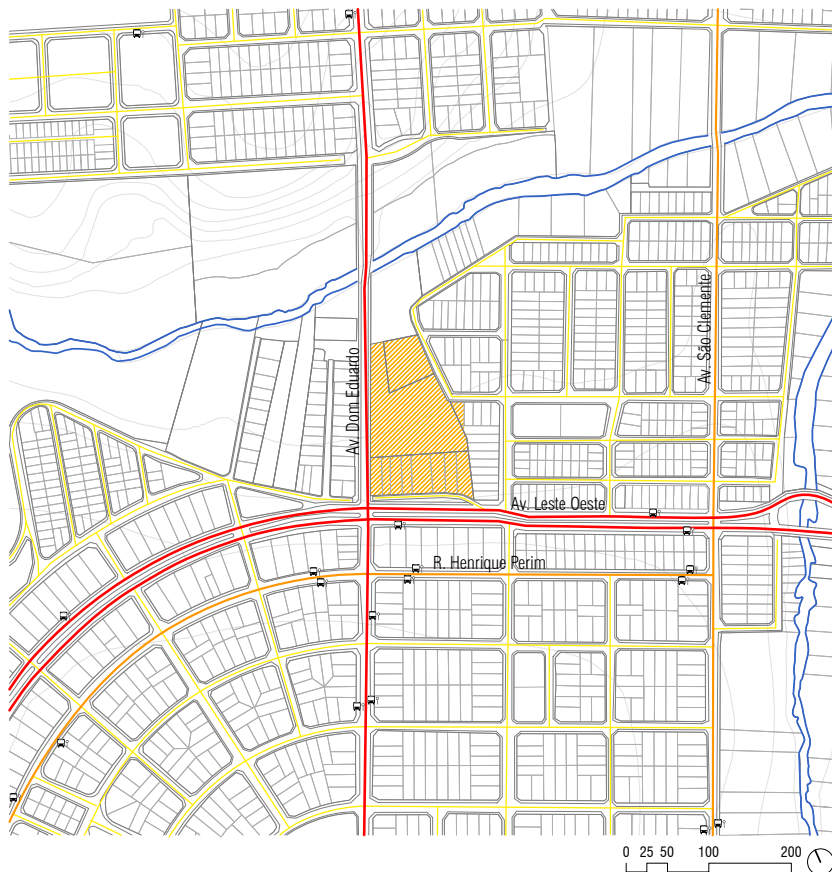 Av. São Clemente
Av. Dom Eduardo
Av. Leste Oeste
R. Henrique Perim
0 25 50 100 200